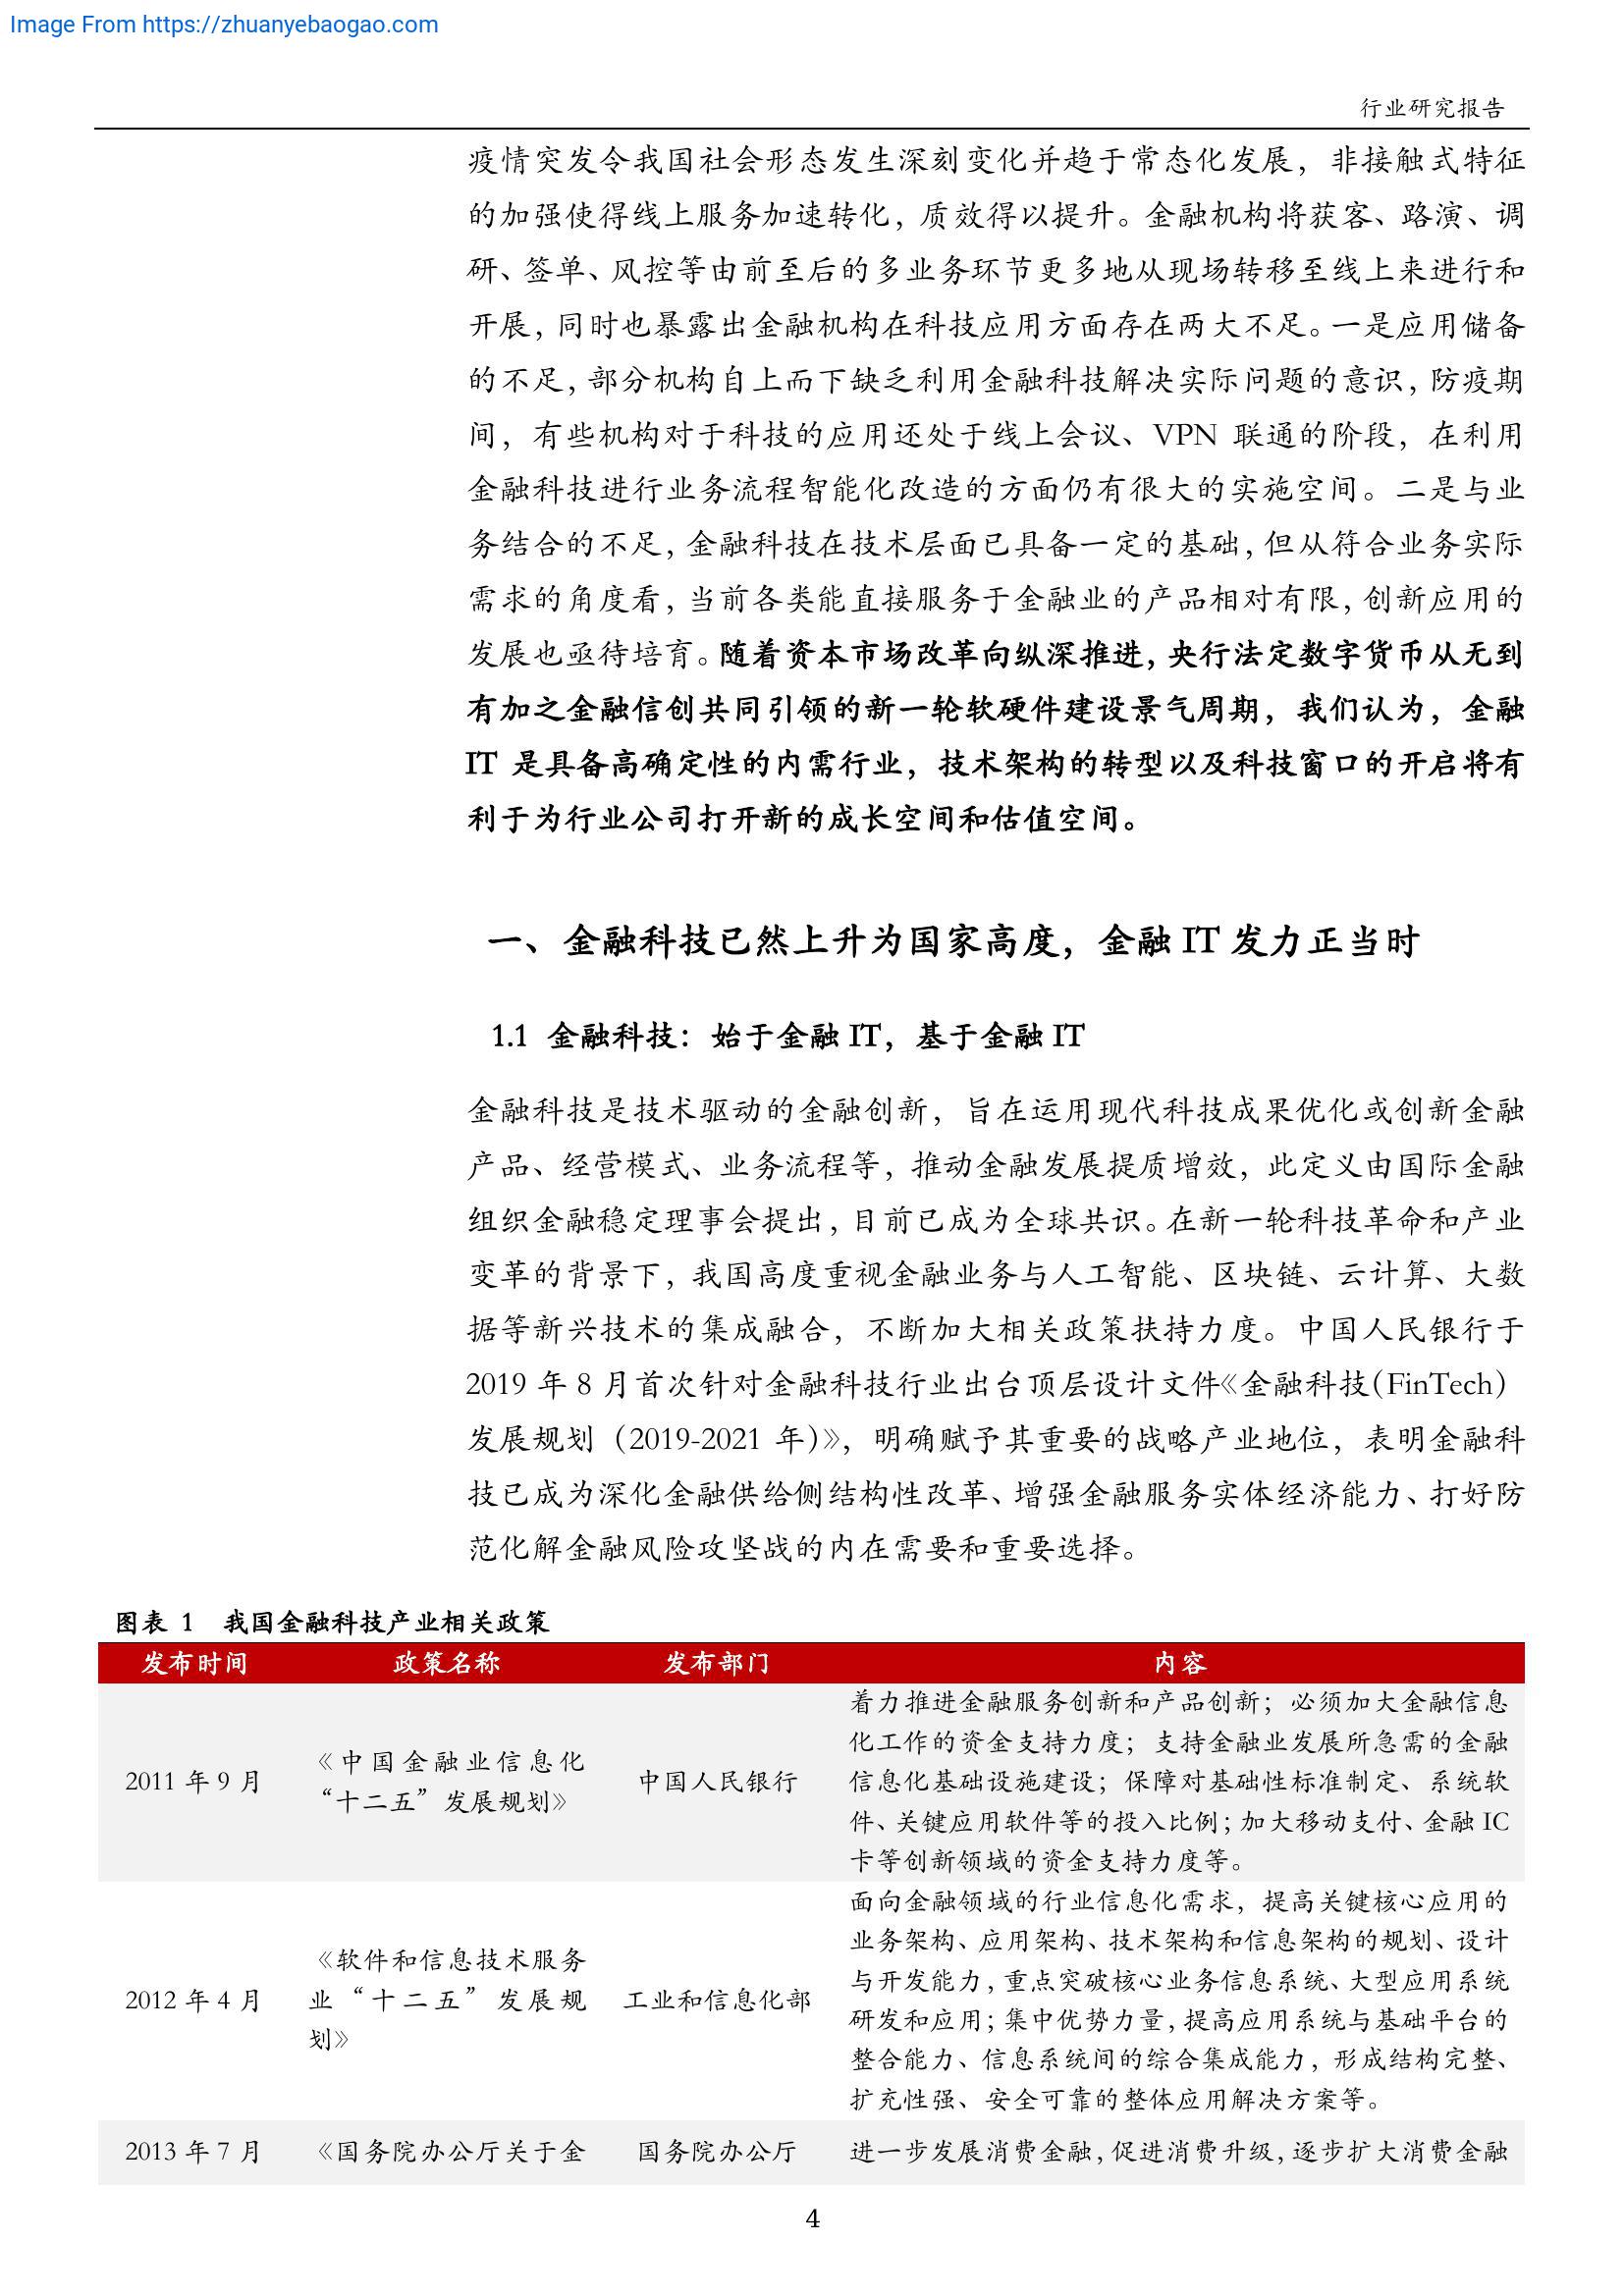 Image From https://zhuanyebaogao.com
行业研究报告
疫情突发令我国社会形态发生深刻变化并趋于常态化发展，非接触式特征
的加强使得线上服务加速转化，质效得以提升。金融机构将获客、路演、调
研、签单、风控等由前至后的多业务环节更多地从现场转移至线上来进行和
开展，同时也暴露出金融机构在科技应用方面存在两大不足。一是应用储备
的不足，部分机构自上而下缺乏利用金融科技解决实际问题的意识，防疫期
间，有些机构对于科技的应用还处于线上会议、VPN 联通的阶段，在利用
金融科技进行业务流程智能化改造的方面仍有很大的实施空间。二是与业
务结合的不足，金融科技在技术层面已具备一定的基础，但从符合业务实际
需求的角度看，当前各类能直接服务于金融业的产品相对有限，创新应用的
发展也亟待培育。随着资本市场改革向纵深推进，央行法定数字货币从无到
有加之金融信创共同引领的新一轮软硬件建设景气周期，我们认为，金融
IT 是具备高确定性的内需行业，技术架构的转型以及科技窗口的开启将有
利于为行业公司打开新的成长空间和估值空间。
一、金融科技已然上升为国家高度，金融 IT 发力正当时
1.1 金融科技：始于金融 IT，基于金融 IT
金融科技是技术驱动的金融创新，旨在运用现代科技成果优化或创新金融
产品、经营模式、业务流程等，推动金融发展提质增效，此定义由国际金融
组织金融稳定理事会提出，目前已成为全球共识。在新一轮科技革命和产业
变革的背景下，我国高度重视金融业务与人工智能、区块链、云计算、大数
据等新兴技术的集成融合，不断加大相关政策扶持力度。中国人民银行于
2019 年 8 月首次针对金融科技行业出台顶层设计文件《金融科技（FinTech）
发展规划（2019-2021 年）》，明确赋予其重要的战略产业地位，表明金融科
技已成为深化金融供给侧结构性改革、增强金融服务实体经济能力、打好防
范化解金融风险攻坚战的内在需要和重要选择。
图表 1 我国金融科技产业相关政策
发布时间 政策名称 发布部门 内容
2011 年 9 月
《中国金融业信息化
“十二五” 发展规划》
中国人民银行
着力推进金融服务创新和产品创新；必须加大金融信息
化工作的资金支持力度；支持金融业发展所急需的金融
信息化基础设施建设；保障对基础性标准制定、系统软
件、关键应用软件等的投入比例；加大移动支付、金融 IC
卡等创新领域的资金支持力度等。
2012 年 4 月
《软件和信息技术服务
业“十二五”发展规
划》
工业和信息化部
面向金融领域的行业信息化需求，提高关键核心应用的
业务架构、应用架构、技术架构和信息架构的规划、设计
与开发能力，重点突破核心业务信息系统、大型应用系统
研发和应用；集中优势力量，提高应用系统与基础平台的
整合能力、信息系统间的综合集成能力，形成结构完整、
扩充性强、安全可靠的整体应用解决方案等。
2013 年 7 月 《国务院办公厅关于金 国务院办公厅 进一步发展消费金融，促进消费升级，逐步扩大消费金融
4